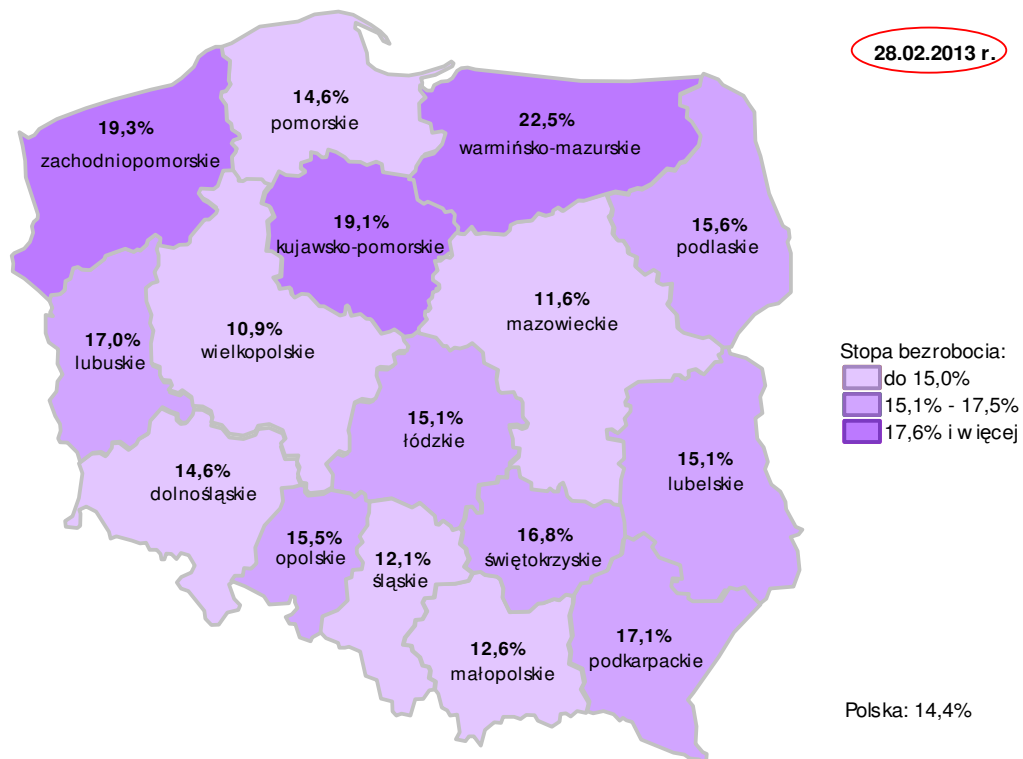 28.02.2013 r.
14,6%
pomorskie
19,3%
zachodniopomorskie
22,5%
warmińsko-mazurskie
19,1%
kujawsko-pomorskie
15,6%
podlaskie
11,6%
mazowieckie
17,0%
lubuskie
10,9%
wielkopolskie
Stopa bezrobocia:
do 15,0%
15,1% - 17,5%
17,6% i więcej
15,1%
łódzkie
14,6%
dolnośląskie
15,1%
lubelskie
15,5%
opolskie
12,1%
śląskie
16,8%
świętokrzyskie
12,6%
małopolskie
17,1%
podkarpackie
Polska: 14,4%